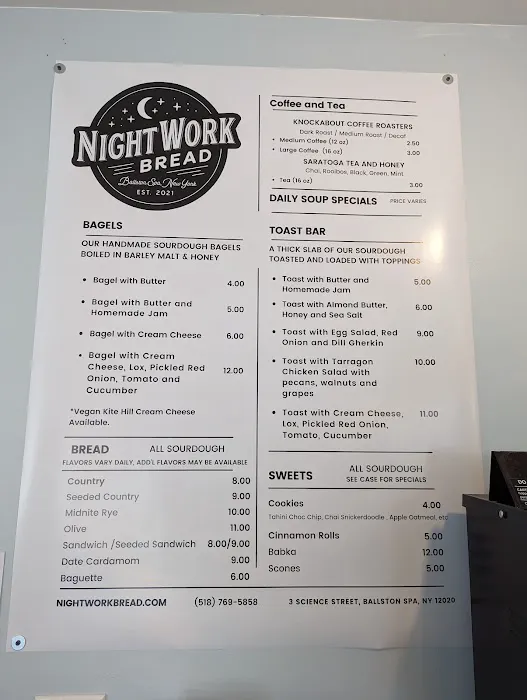 NIGHTWORK
BREAD
Ballston Spa, New York
EST. 2021
BAGELS
OUR HANDMADE SOURDOUGH BAGELS
BOILED IN BARLEY MALT & HONEY
• Bagel with Butter 4.00
• Bagel with Butter and
Homemade Jam 5.00
• Bagel with Cream Cheese 6.00
• Bagel with Cream
Cheese, Lox, Pickled Red
Onion, Tomato and
Cucumber 12.00
*Vegan Kite Hill Cream Cheese
Available.
BREAD ALL SOURDOUGH
FLAVORS VARY DAILY, ADD'L FLAVORS MAY BE AVAILABLE
Country 8.00
Seeded Country 9.00
Midnite Rye 10.00
Olive 11.00
Sandwich /Seeded Sandwich 8.00/9.00
Date Cardamom 9.00
Baguette 6.00
Coffee and Tea
KNOCKABOUT COFFEE ROASTERS
Dark Roast / Medium Roast / Decaf
• Medium Coffee (12 oz) 2.50
• Large Coffee (16 oz) 3.00
SARATOGA TEA AND HONEY
Chai, Rooibos, Black, Green, Mint
• Tea (16 oz) 3.00
DAILY SOUP SPECIALS PRICE VARIES
TOAST BAR
A THICK SLAB OF OUR SOURDOUGH
TOASTED AND LOADED WITH TOPPINGS
• Toast with Butter and
Homemade Jam 5.00
• Toast with Almond Butter,
Honey and Sea Salt 6.00
• Toast with Egg Salad, Red
Onion and Dill Gherkin 9.00
• Toast with Tarragon
Chicken Salad with
pecans, walnuts and
grapes 10.00
• Toast with Cream Cheese,
Lox, Pickled Red Onion,
Tomato, Cucumber 11.00
SWEETS ALL SOURDOUGH
SEE CASE FOR SPECIALS
Cookies 4.00
Tahini Choc Chip, Chai Snickerdoodle , Apple Oatmeal, etc
Cinnamon Rolls 5.00
Babka 12.00
Scones 5.00
NIGHTWORKBREAD.COM (518) 769-5858 3 SCIENCE STREET, BALLSTON SPA, NY 12020